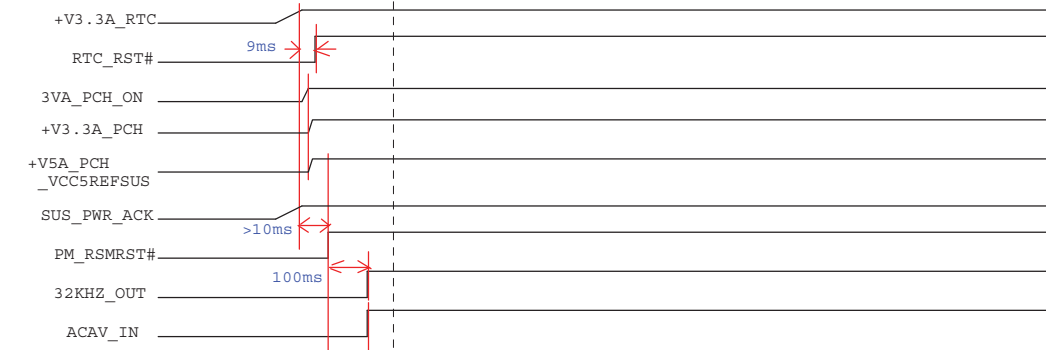 +V3.3A_RTC
9ms
RTC_RST#
3VA_PCH_ON
+V3.3A_PCH
+V5A_PCH
_VCC5REFSUS
SUS_PWR_ACK
>10ms
PM_RSMRST#
100ms
32KHZ_OUT
ACAV_IN